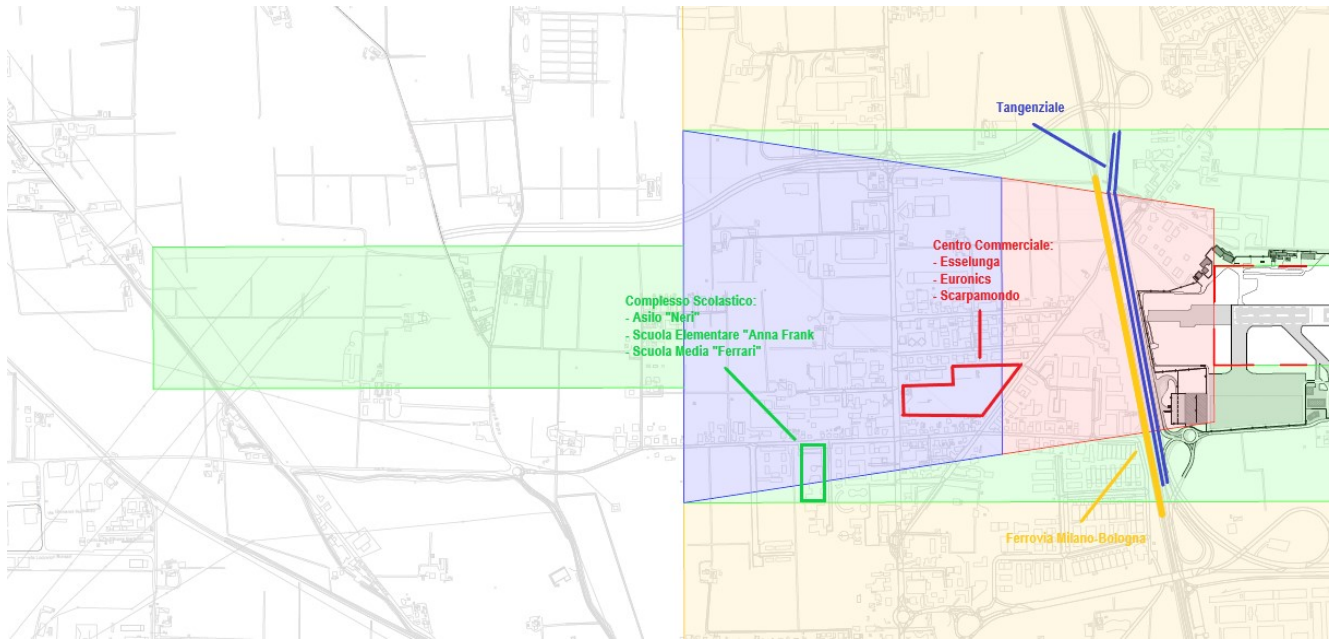 Tangenziale
Centro Commerciale:
- Esselunga
- Euronics
- Scarpamondo
Complesso Scolastico:
- Asilo "Neri"
- Scuola Elementare "Anna Frank
- Scuola Media "Ferrari"
Ferrovia Milano-Bologna